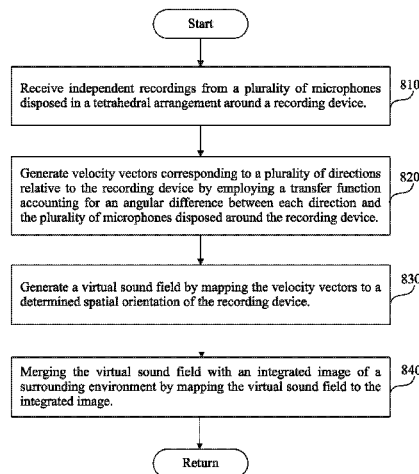 Start
Receive independent recordings from a plurality of microphones
disposed in a tetrahedral arrangement around a recording device.
810
Generate velocity vectors corresponding to a plurality of directions
relative to the recording device by employing a transfer function
accounting for an angular difference between each direction and
the plurality of microphones disposed around the recording device.
820
Generate a virtual sound field by mapping the velocity vectors to a
determined spatial orientation of the recording device.
830
Merging the virtual sound field with an integrated image of a
surrounding environment by mapping the virtual sound field to the
integrated image.
840
Return